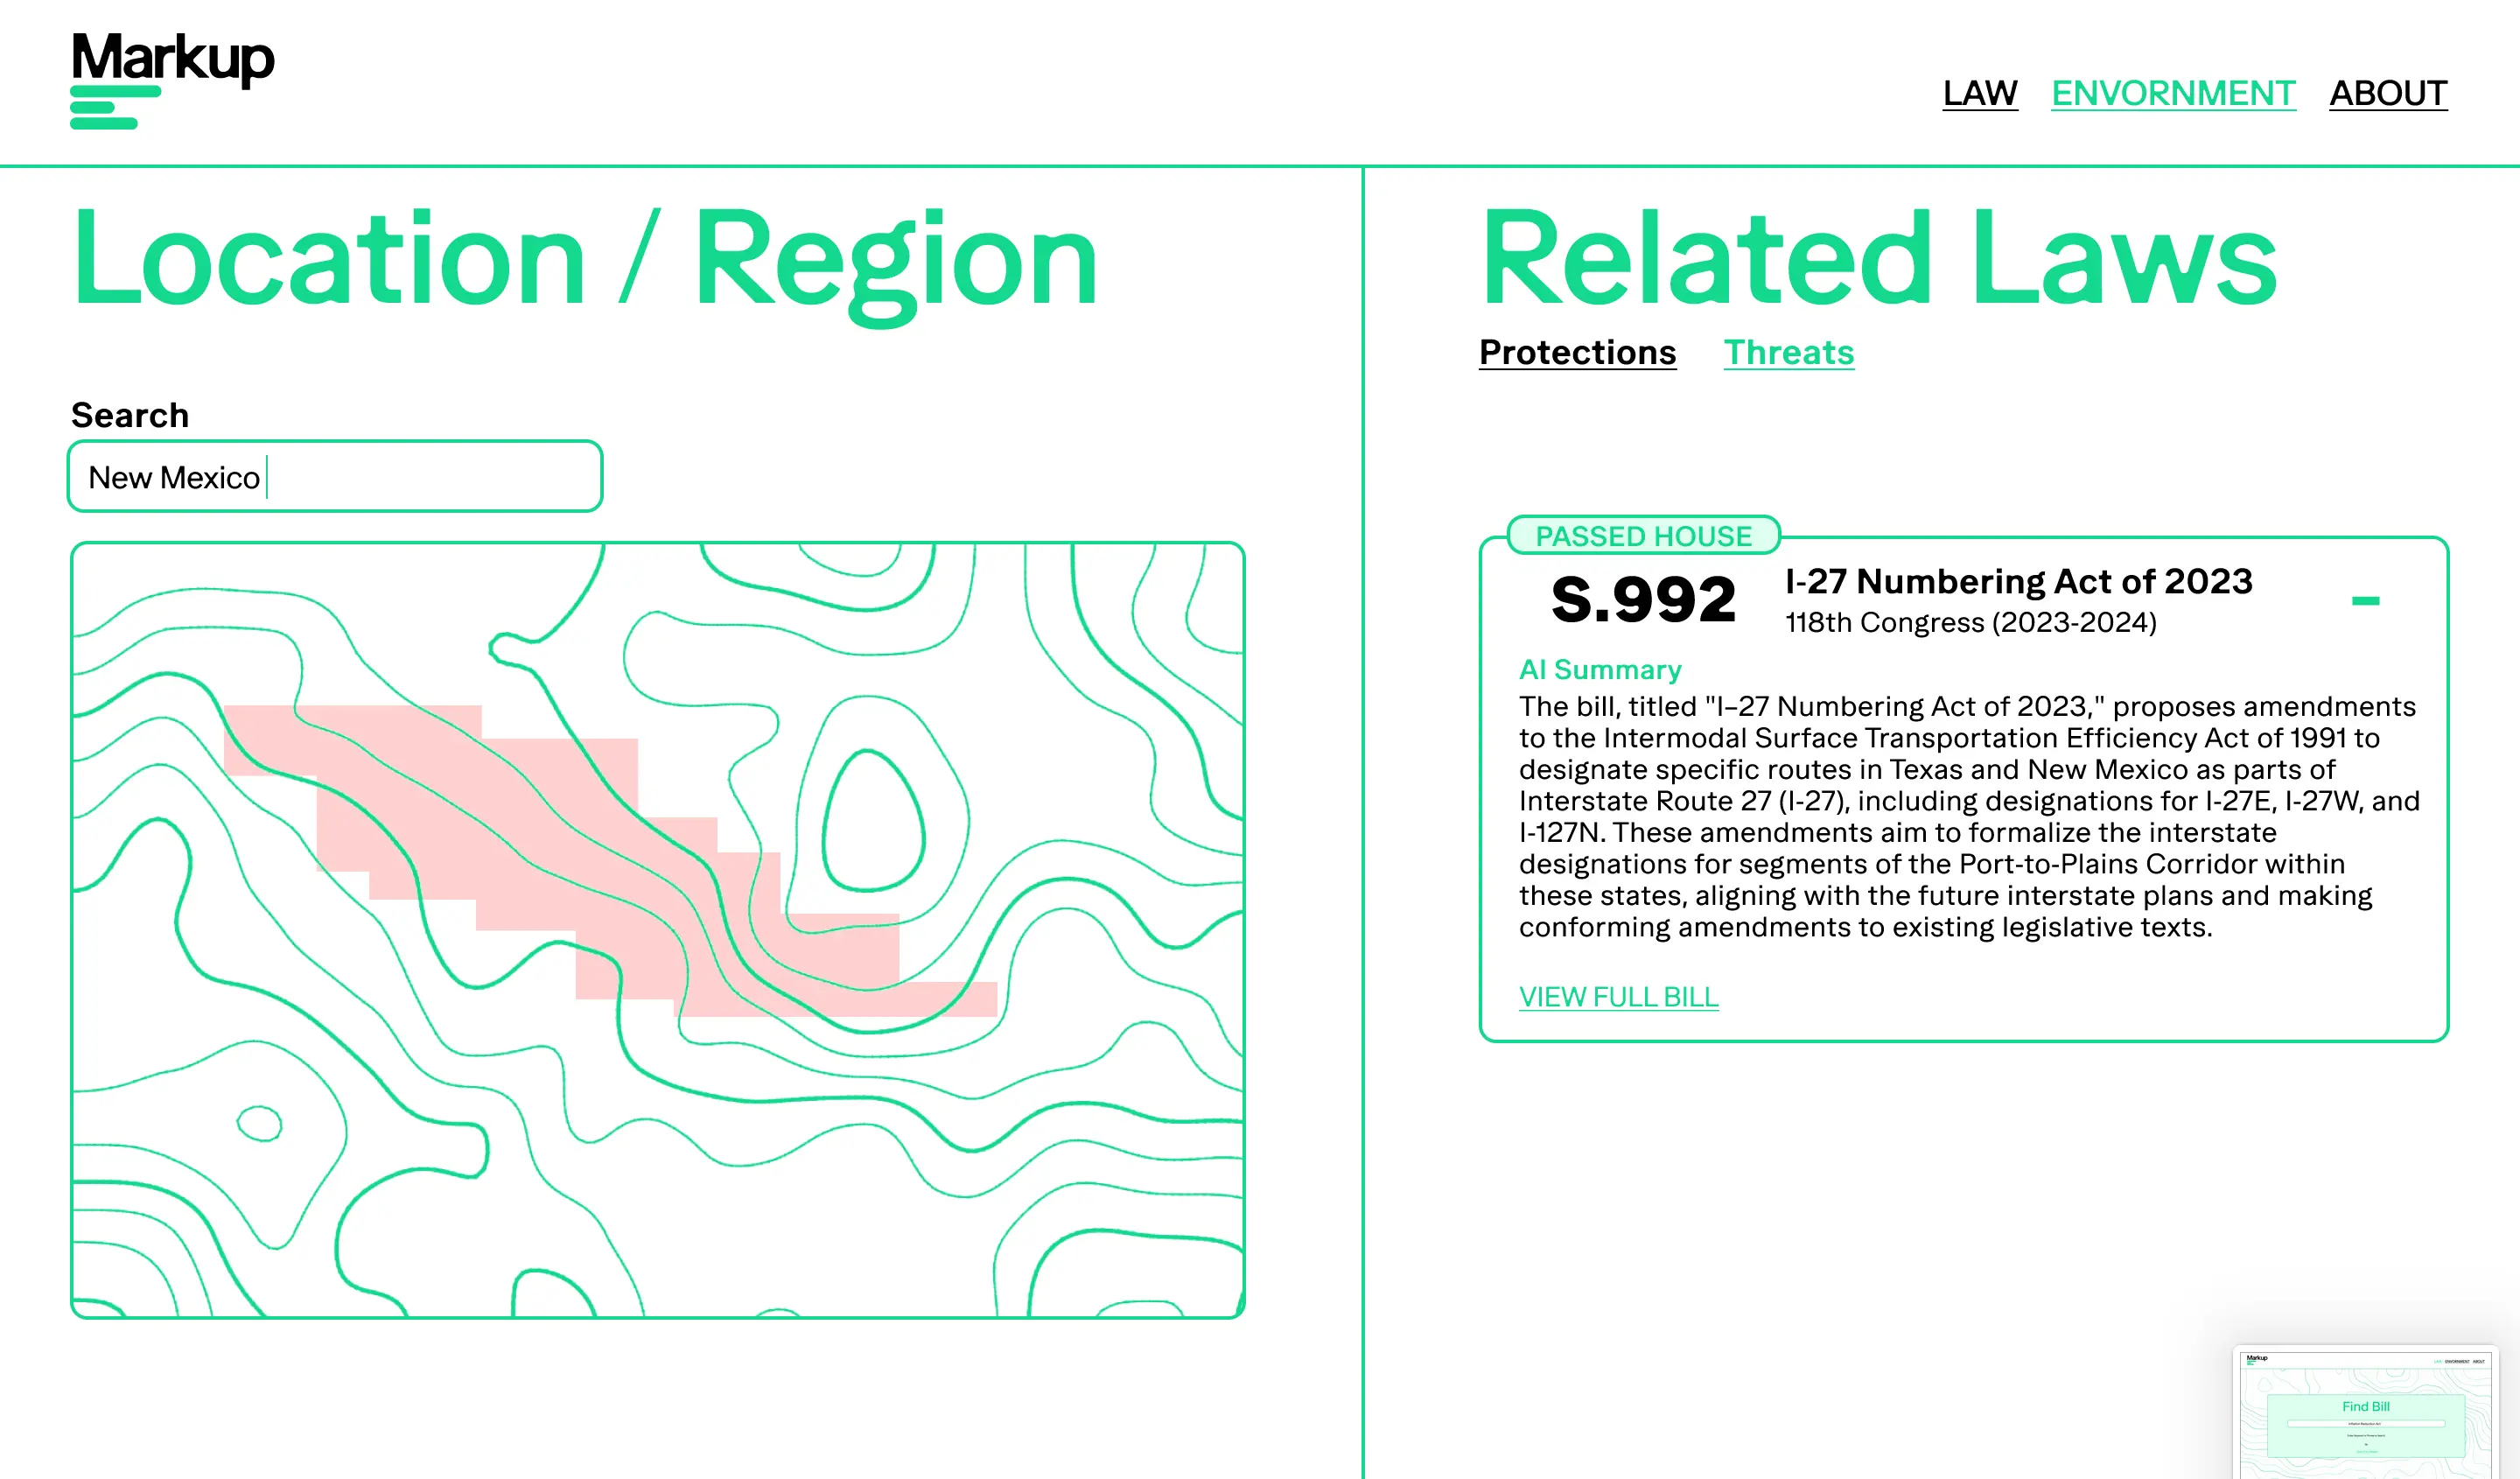 Markup
LAW ENVORNMENT ABOUT
Location / Region
Search
New Mexico
Related Laws
Protections Threats
PASSED HOUSE
S.992
I-27 Numbering Act of 2023
118th Congress (2023-2024)
AI Summary
The bill, titled "I–27 Numbering Act of 2023," proposes amendments
to the Intermodal Surface Transportation Efficiency Act of 1991 to
designate specific routes in Texas and New Mexico as parts of
Interstate Route 27 (I-27), including designations for I-27E, I-27W, and
I-127N. These amendments aim to formalize the interstate
designations for segments of the Port-to-Plains Corridor within
these states, aligning with the future interstate plans and making
conforming amendments to existing legislative texts.
VIEW FULL BILL
Markup
LAW ENVORNMENT ABOUT
Find Bill